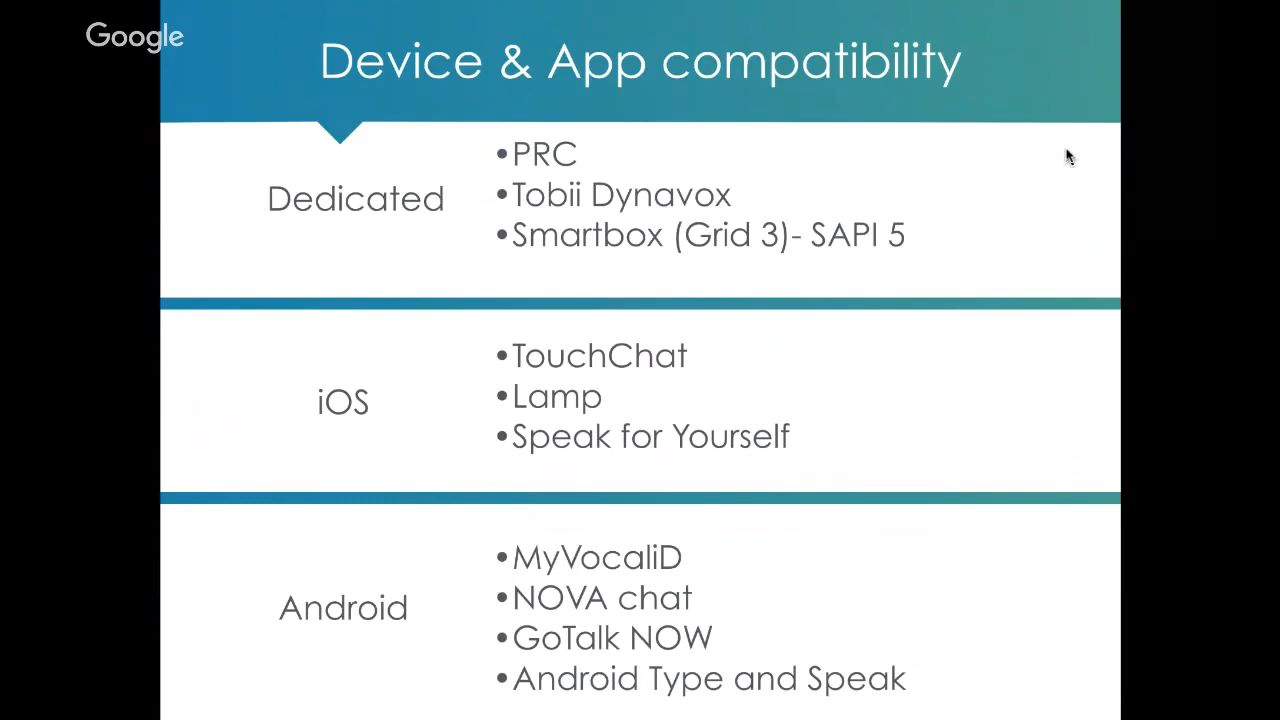 Google
Device & App compatibility
Dedicated
•PRC
•Tobii Dynavox
•Smartbox (Grid 3)- SAPI 5
iOS
•TouchChat
•Lamp
•Speak for Yourself
Android
•MyVocaliD
•NOVA chat
•GoTalk NOW
•Android Type and Speak